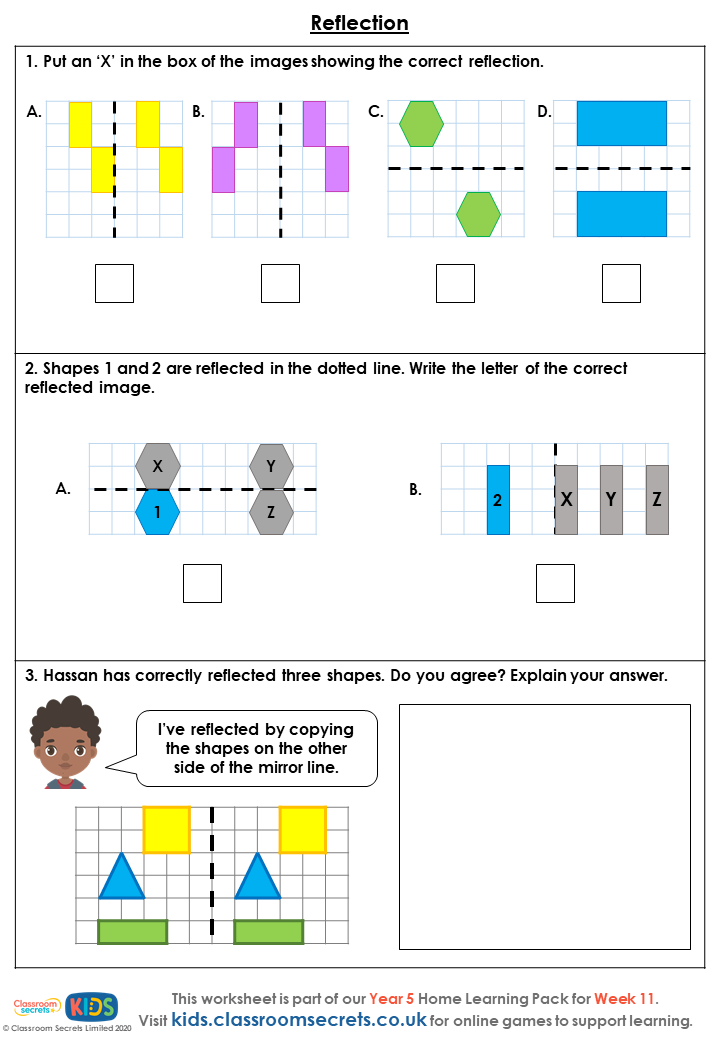 Reflection
1. Put an ‘X’ in the box of the images showing the correct reflection.
A.
B.
C.
D.
2. Shapes 1 and 2 are reflected in the dotted line. Write the letter of the correct
reflected image.
A.
X
Y
1
Z
B.
2
X
Y
Z
3. Hassan has correctly reflected three shapes. Do you agree? Explain your answer.
I’ve reflected by copying
the shapes on the other
side of the mirror line.
Classroom
secrets
KIDS
© Classroom Secrets Limited 2020
This worksheet is part of our Year 5 Home Learning Pack for Week 11.
Visit kids.classroomsecrets.co.uk for online games to support learning.